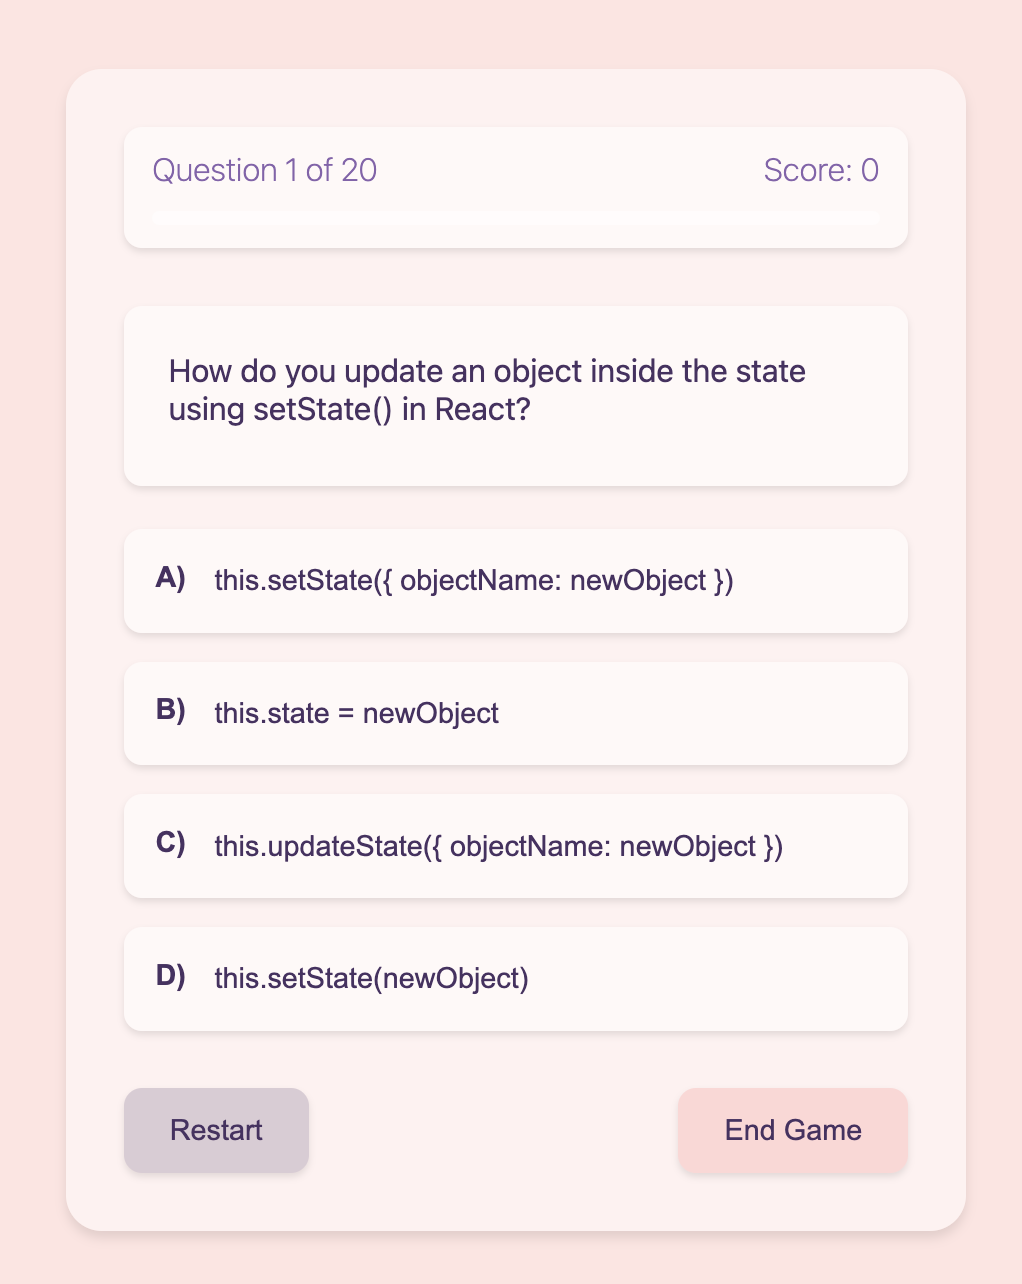 Question 1 of 20
Score: 0
How do you update an object inside the state
using setState() in React?
A) this.setState({ objectName: newObject })
B) this.state = newObject
C) this.updateState({ objectName: newObject })
D) this.setState(newObject)
Restart
End Game